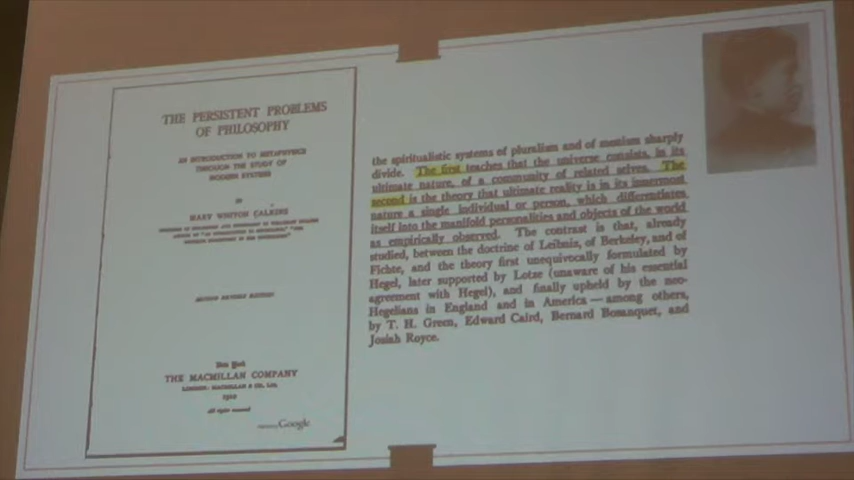 THE PERSISTENT PROBLEMS
OF PHILOSOPHY
AN INTRODUCTION TO METAPHYSICS
THROUGH THE STUDY OF
MODERN SYSTEMS
BY
MARY WHITON CALKINS
SECOND REVISED EDITION
New York
THE MACMILLAN COMPANY
LONDON: MACMILLAN & CO., Ltd.
1910
All rights reserved
Google
the spiritualistic systems of pluralism and of monism sharply
divide. The first teaches that the universe consists, in its
ultimate nature, of a community of related selves. The
second is the theory that ultimate reality is in its innermost
nature a single individual or person, which differentiates
itself into the manifold personalities and objects of the world
as empirically observed. The contrast is that, already
studied, between the doctrine of Leibniz, of Berkeley, and of
Fichte, and the theory first unequivocally formulated by
Hegel, later supported by Lotze (unaware of his essential
agreement with Hegel), and finally upheld by the neo-
Hegelians in England and in America — among others,
by T. H. Green, Edward Caird, Bernard Bosanquet, and
Josiah Royce.